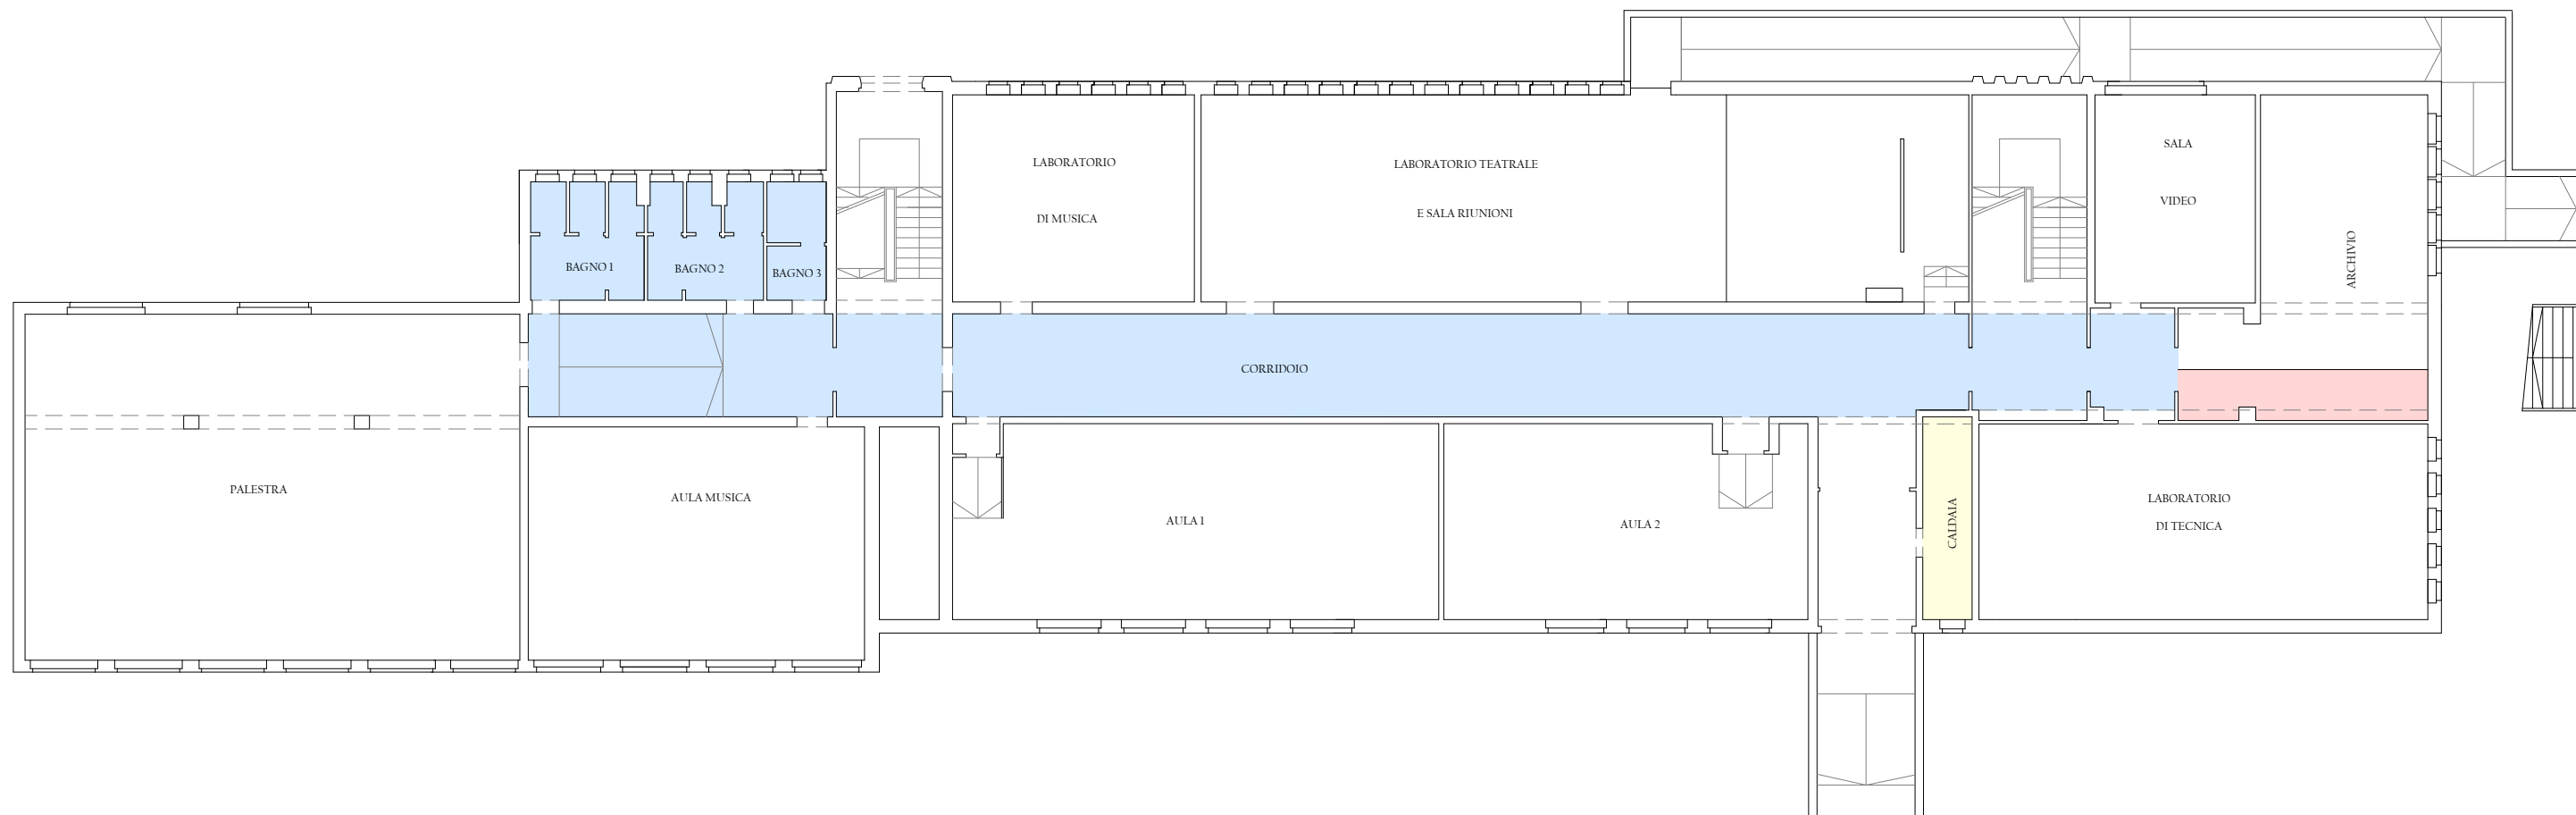 LABORATORIO
DI MUSICA
LABORATORIO TEATRALE
E SALA RIUNIONI
SALA
VIDEO
ARCHIVIO
BAGNO 1
BAGNO 2
BAGNO 3
CORRIDOIO
PALESTRA
AULA MUSICA
AULA 1
AULA 2
CALDAIA
LABORATORIO
DI TECNICA